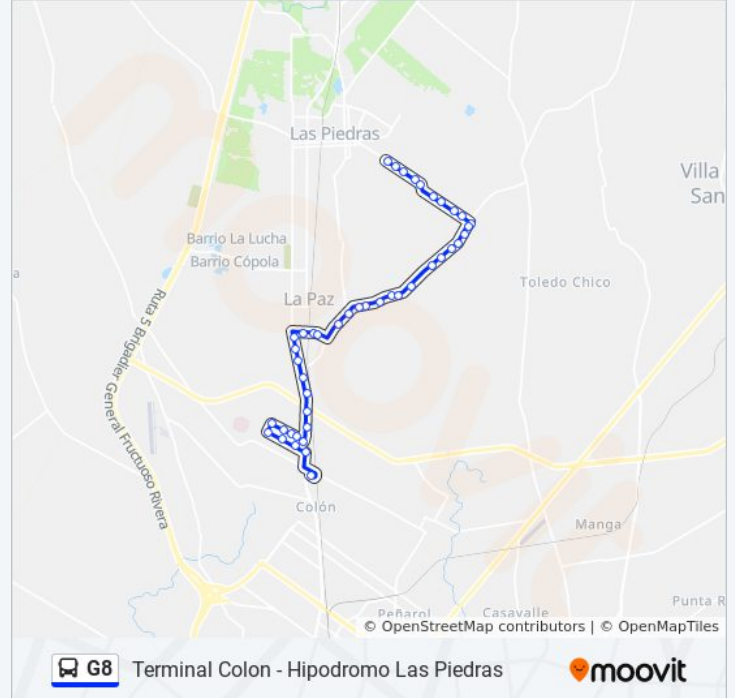 Las Piedras
Villa
San
Barrio La Lucha
Barrio Cópola
a
Toledo Chico
La Paz
Ruta 5 Brigadier General Fructuoso Rivera
Colón
Manga
Punta R
Peñarol
Casavalle
© OpenStreetMap contributors | © OpenMapTiles
G8 Terminal Colon - Hipodromo Las Piedras
moovit
moovit